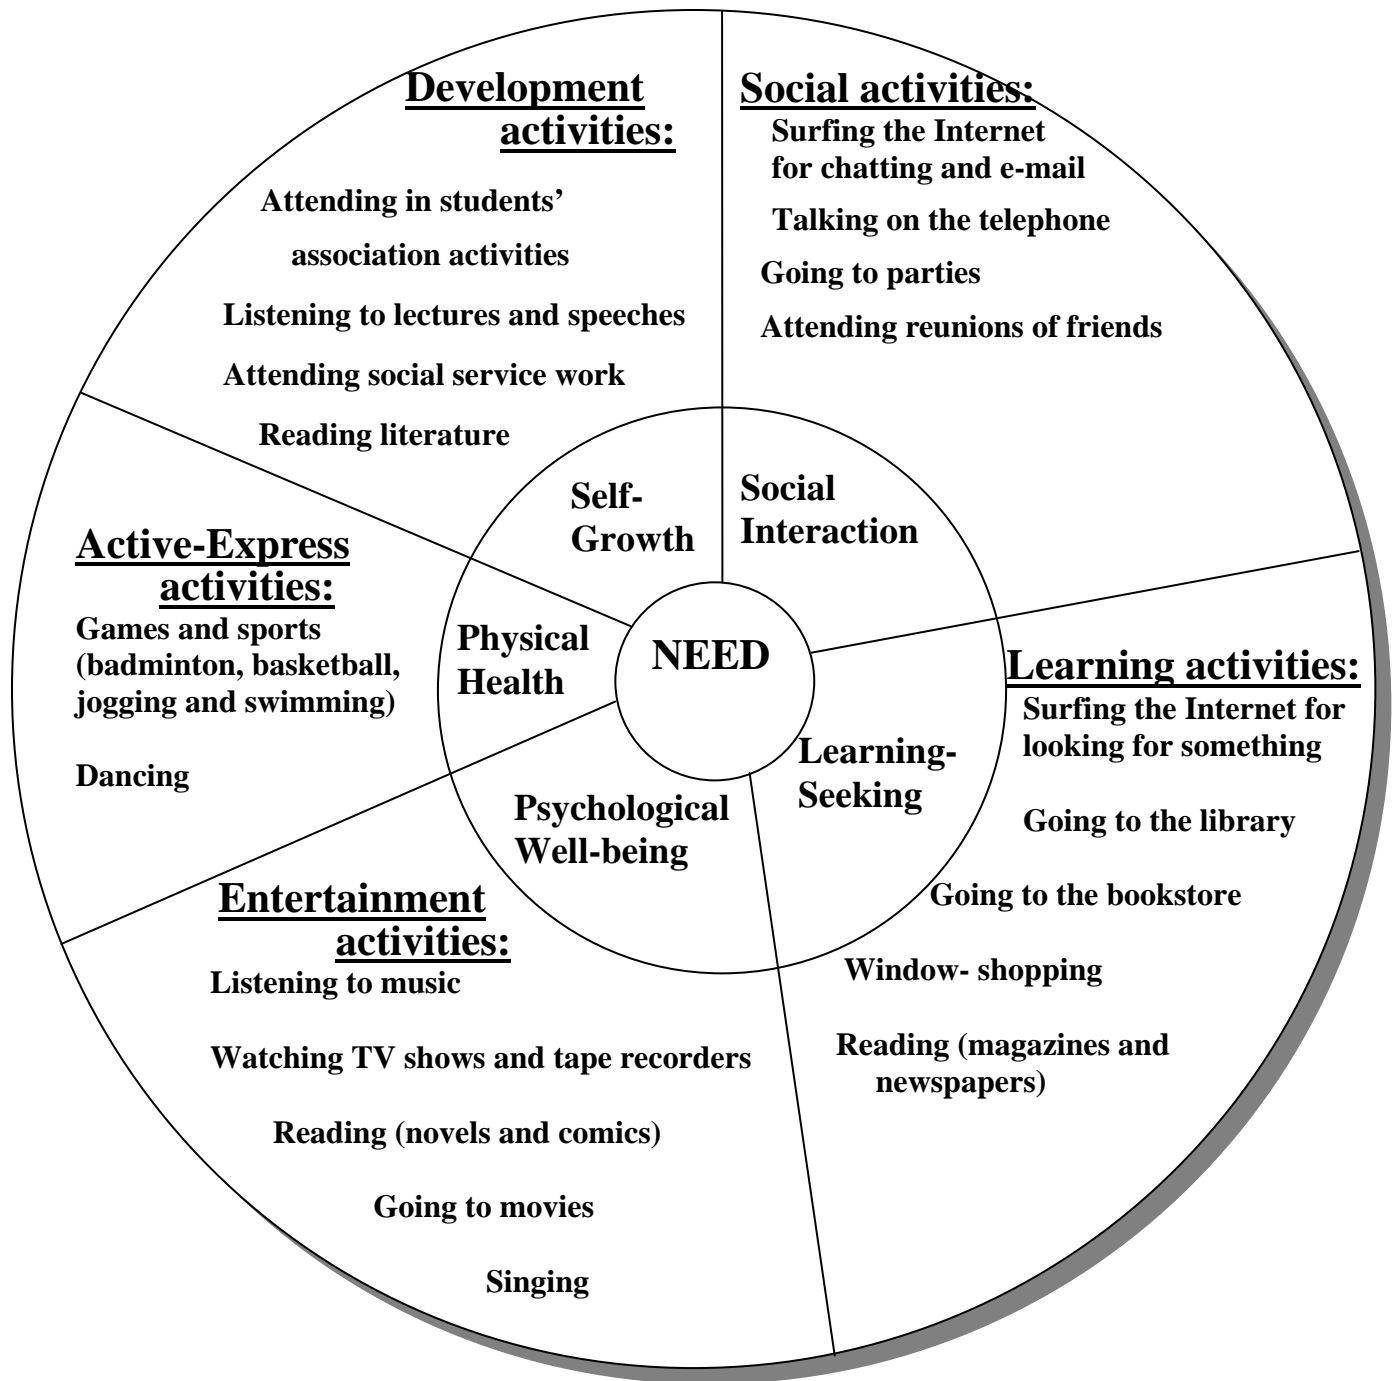 Development
activities:
Attending in students’
association activities
Listening to lectures and speeches
Attending social service work
Reading literature
Social activities:
Surfing the Internet
for chatting and e-mail
Talking on the telephone
Going to parties
Attending reunions of friends
Self-
Growth
Social
Interaction
Active-Express
activities:
Games and sports
(badminton, basketball,
jogging and swimming)
Dancing
Physical
Health
NEED
Learning activities:
Surfing the Internet for
looking for something
Going to the library
Going to the bookstore
Window- shopping
Reading (magazines and
newspapers)
Learning-
Seeking
Psychological
Well-being
Entertainment
activities:
Listening to music
Watching TV shows and tape recorders
Reading (novels and comics)
Going to movies
Singing